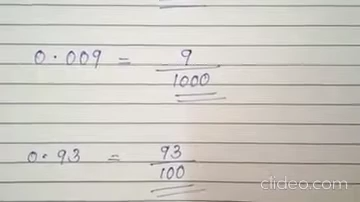 0.009 = 9/1000
0.93 = 93/100
clideo.com